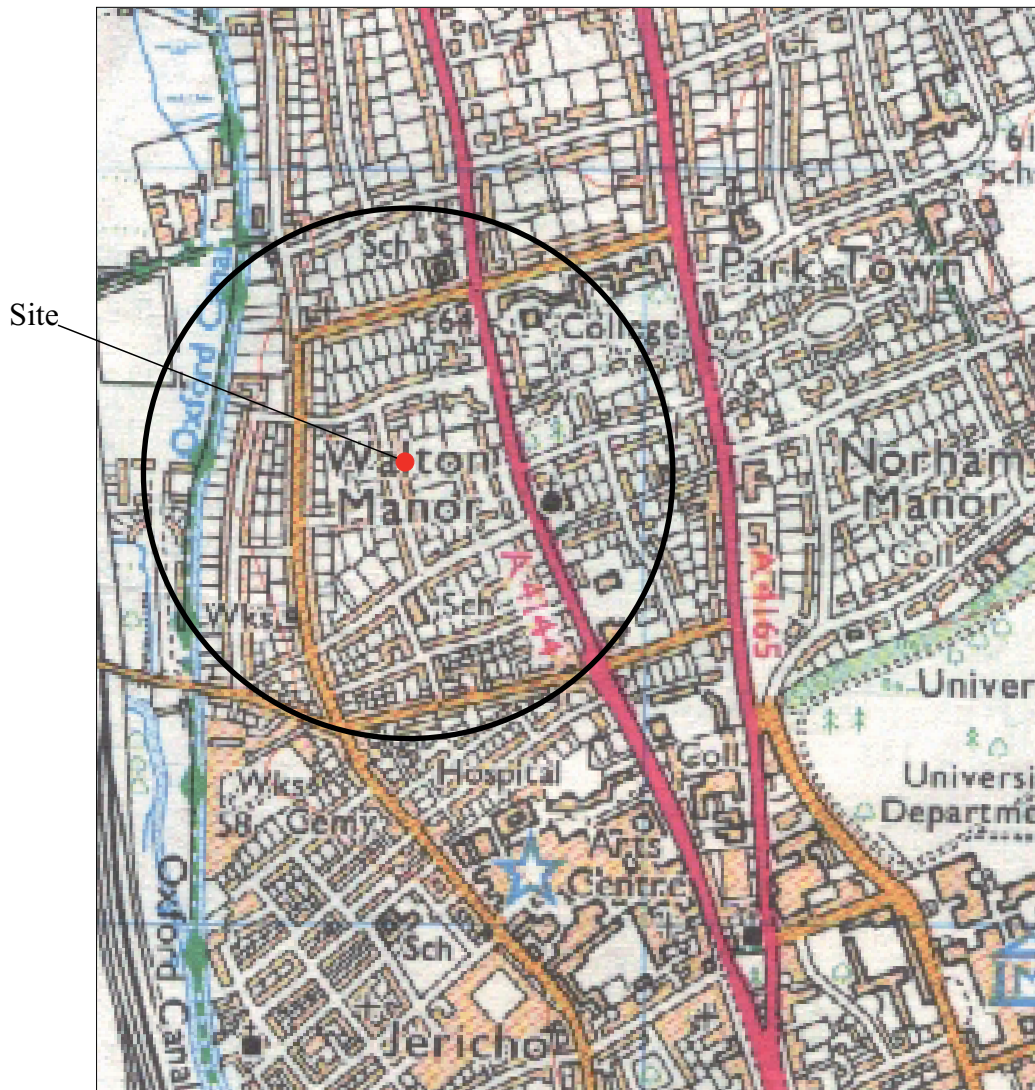 Sch
Park Town
Site
64
College
Oxford Canal
Walton
Manor
Norham
Manor
Coll
A4144
Sch
A4165
Wks
Univer
Coll
Hospital
Wks
Universi
Departme
58
Cemy
Arts
Centre
Oxford Canal
Sch
Jericho